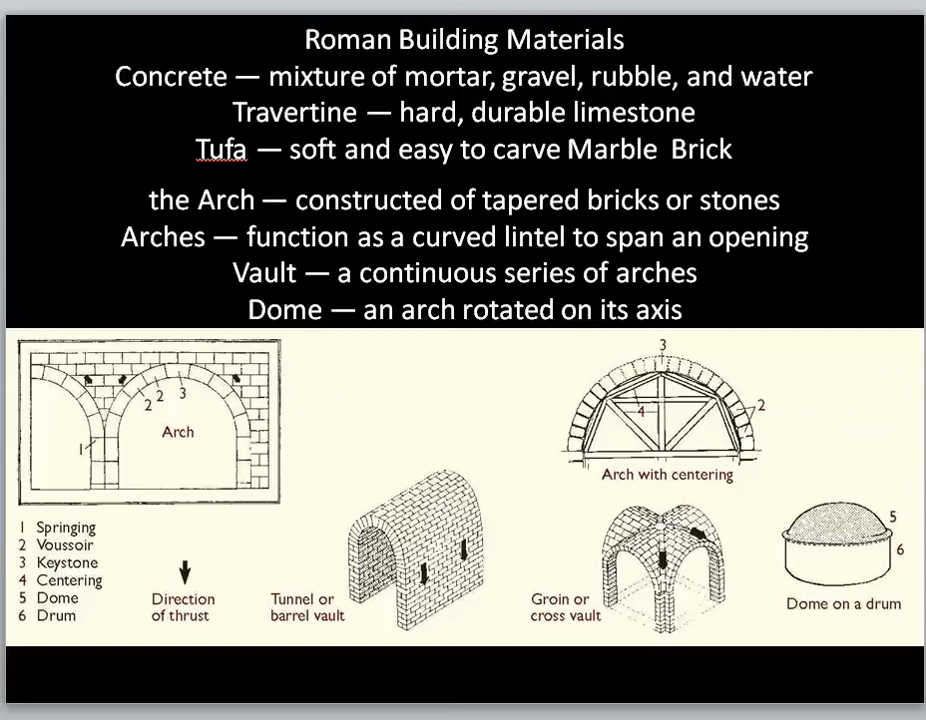 Roman Building Materials
Concrete — mixture of mortar, gravel, rubble, and water
Travertine — hard, durable limestone
Tufa — soft and easy to carve Marble  Brick
the Arch — constructed of tapered bricks or stones
Arches — function as a curved lintel to span an opening
Vault — a continuous series of arches
Dome — an arch rotated on its axis
2 2 3
1
Arch
3
4
2
Arch with centering
1 Springing
2 Voussoir
3 Keystone
4 Centering
5 Dome
6 Drum
Direction
of thrust
Tunnel or
barrel vault
Groin or
cross vault
5
6
Dome on a drum